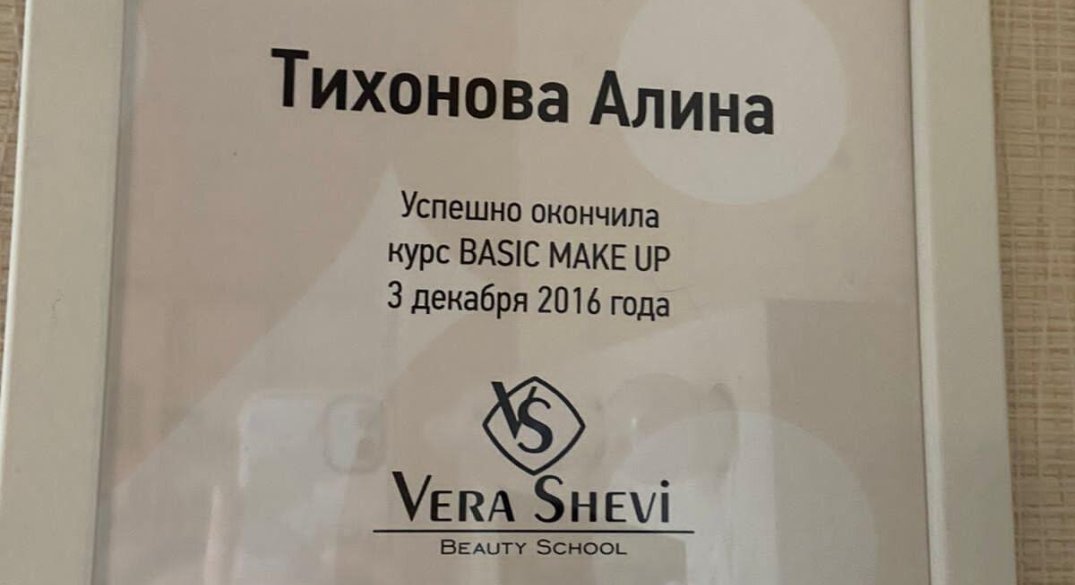 Тихонова Алина
Успешно окончила
курс BASIC MAKE UP
3 декабря 2016 года
VS
VERA SHEVi
BEAUTY SCHOOL